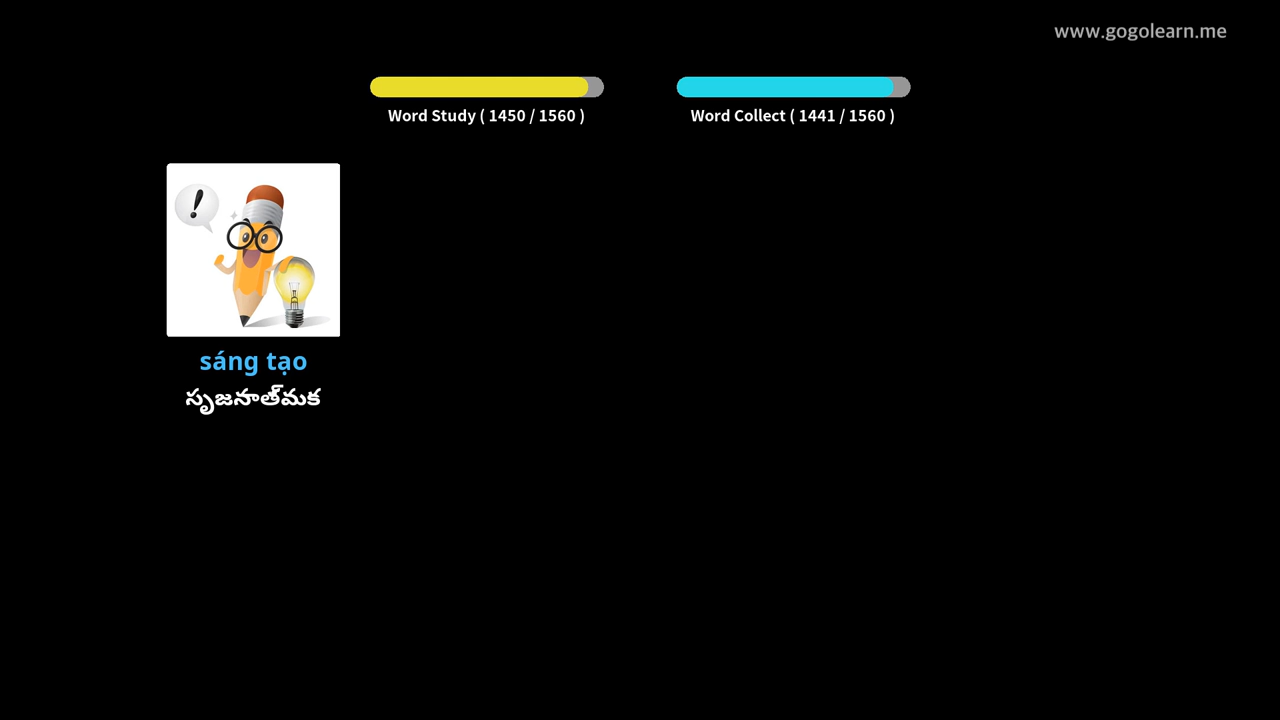 www.gogolearn.me
Word Study ( 1450 / 1560 )
Word Collect ( 1441 / 1560 )
!
sáng tạo
సృజనాత్మక